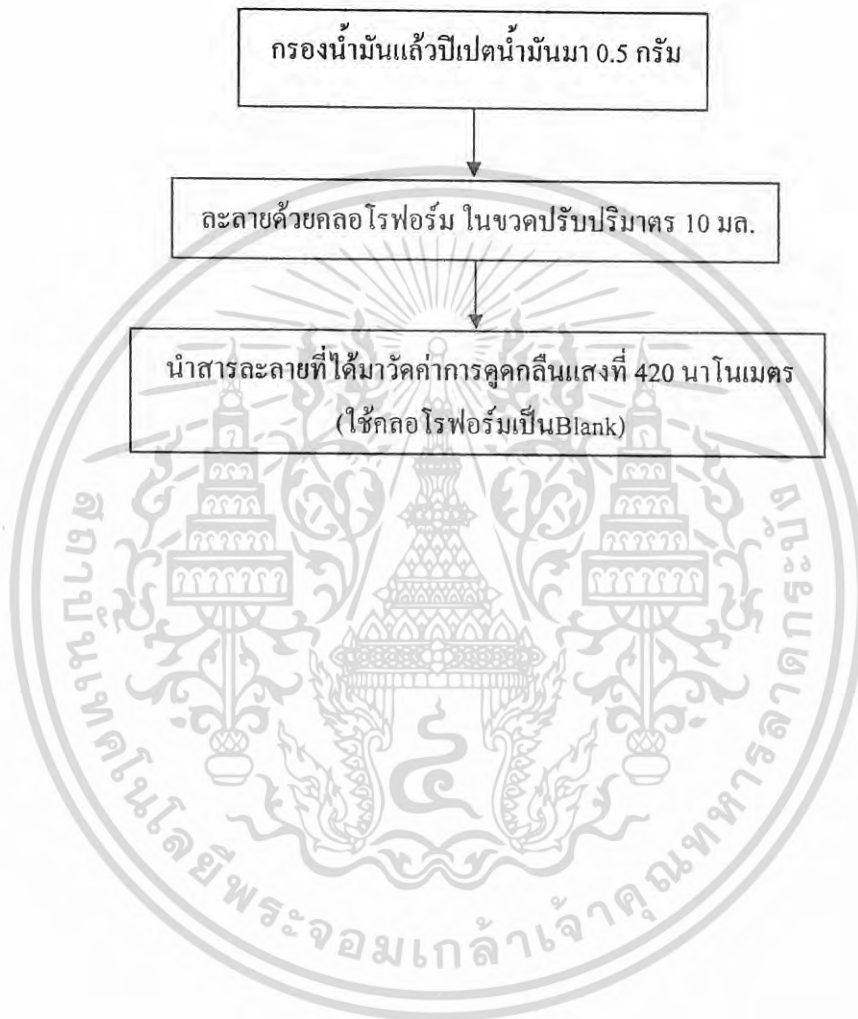 กรองน้ำมันแล้วปีเปตน้ำมันมา 0.5 กรัม
ละลายด้วยคลอโรฟอร์ม ในขวดปรับปริมาตร 10 มล.
นำสารละลายที่ได้มาวัดค่าการดูดกลืนแสงที่ 420 นาโนเมตร
(ใช้คลอโรฟอร์มเป็นBlank)
สถาบันเทคโนโลยีพระจอมเกล้าเจ้าคุณทหารลาดกระบัง